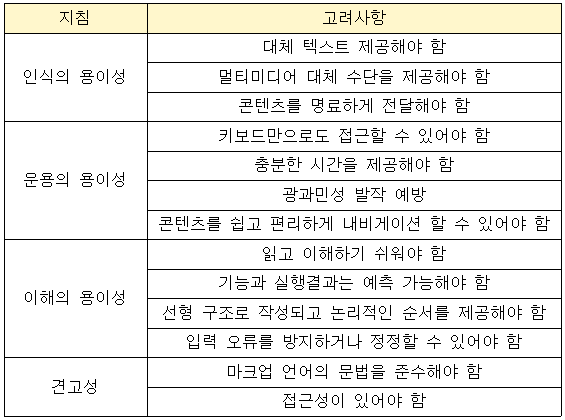 지침 고려사항
인식의 용이성
대체 텍스트 제공해야 함
멀티미디어 대체 수단을 제공해야 함
콘텐츠를 명료하게 전달해야 함
운용의 용이성
키보드만으로도 접근할 수 있어야 함
충분한 시간을 제공해야 함
광과민성 발작 예방
콘텐츠를 쉽고 편리하게 내비게이션 할 수 있어야 함
이해의 용이성
읽고 이해하기 쉬워야 함
기능과 실행결과는 예측 가능해야 함
선형 구조로 작성되고 논리적인 순서를 제공해야 함
입력 오류를 방지하거나 정정할 수 있어야 함
견고성
마크업 언어의 문법을 준수해야 함
접근성이 있어야 함